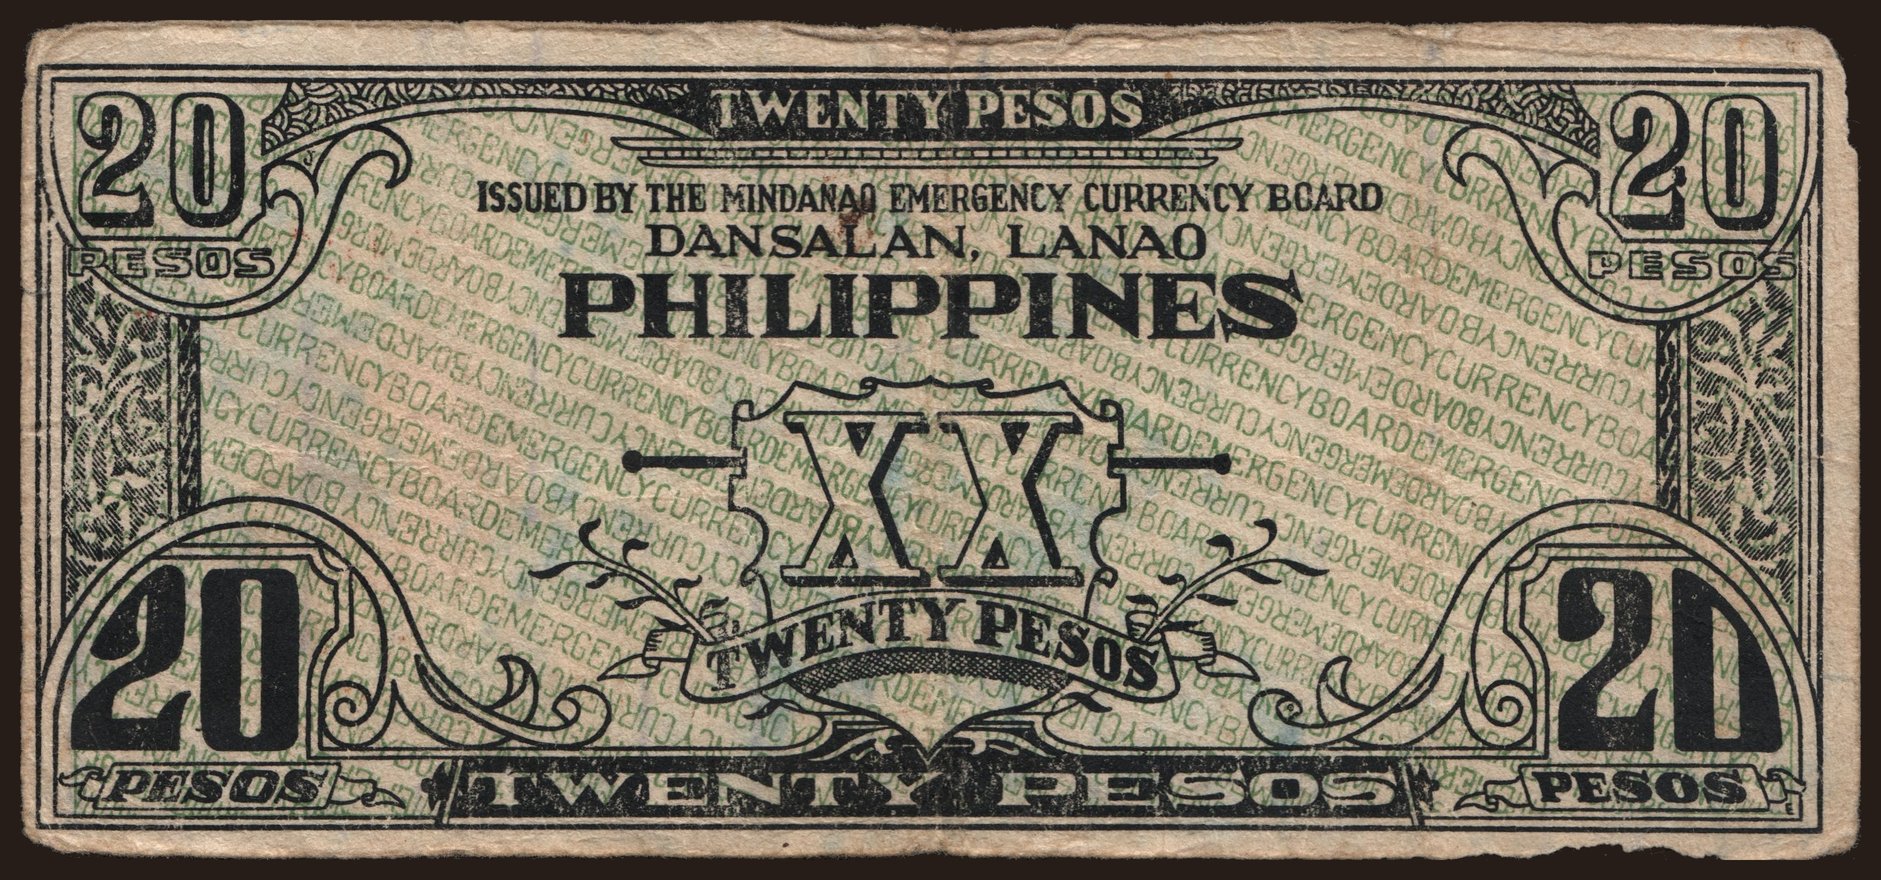 TWENTY PESOS
20 20
PESOS PESOS
ISSUED BY THE MINDANAO EMERGENCY CURRENCY BOARD
DANSALAN, LANAO
PHILIPPINES
XX
TWENTY PESOS
20 20
PESOS PESOS
TWENTY PESOS
EMERGENCYCURRENCYBOARD